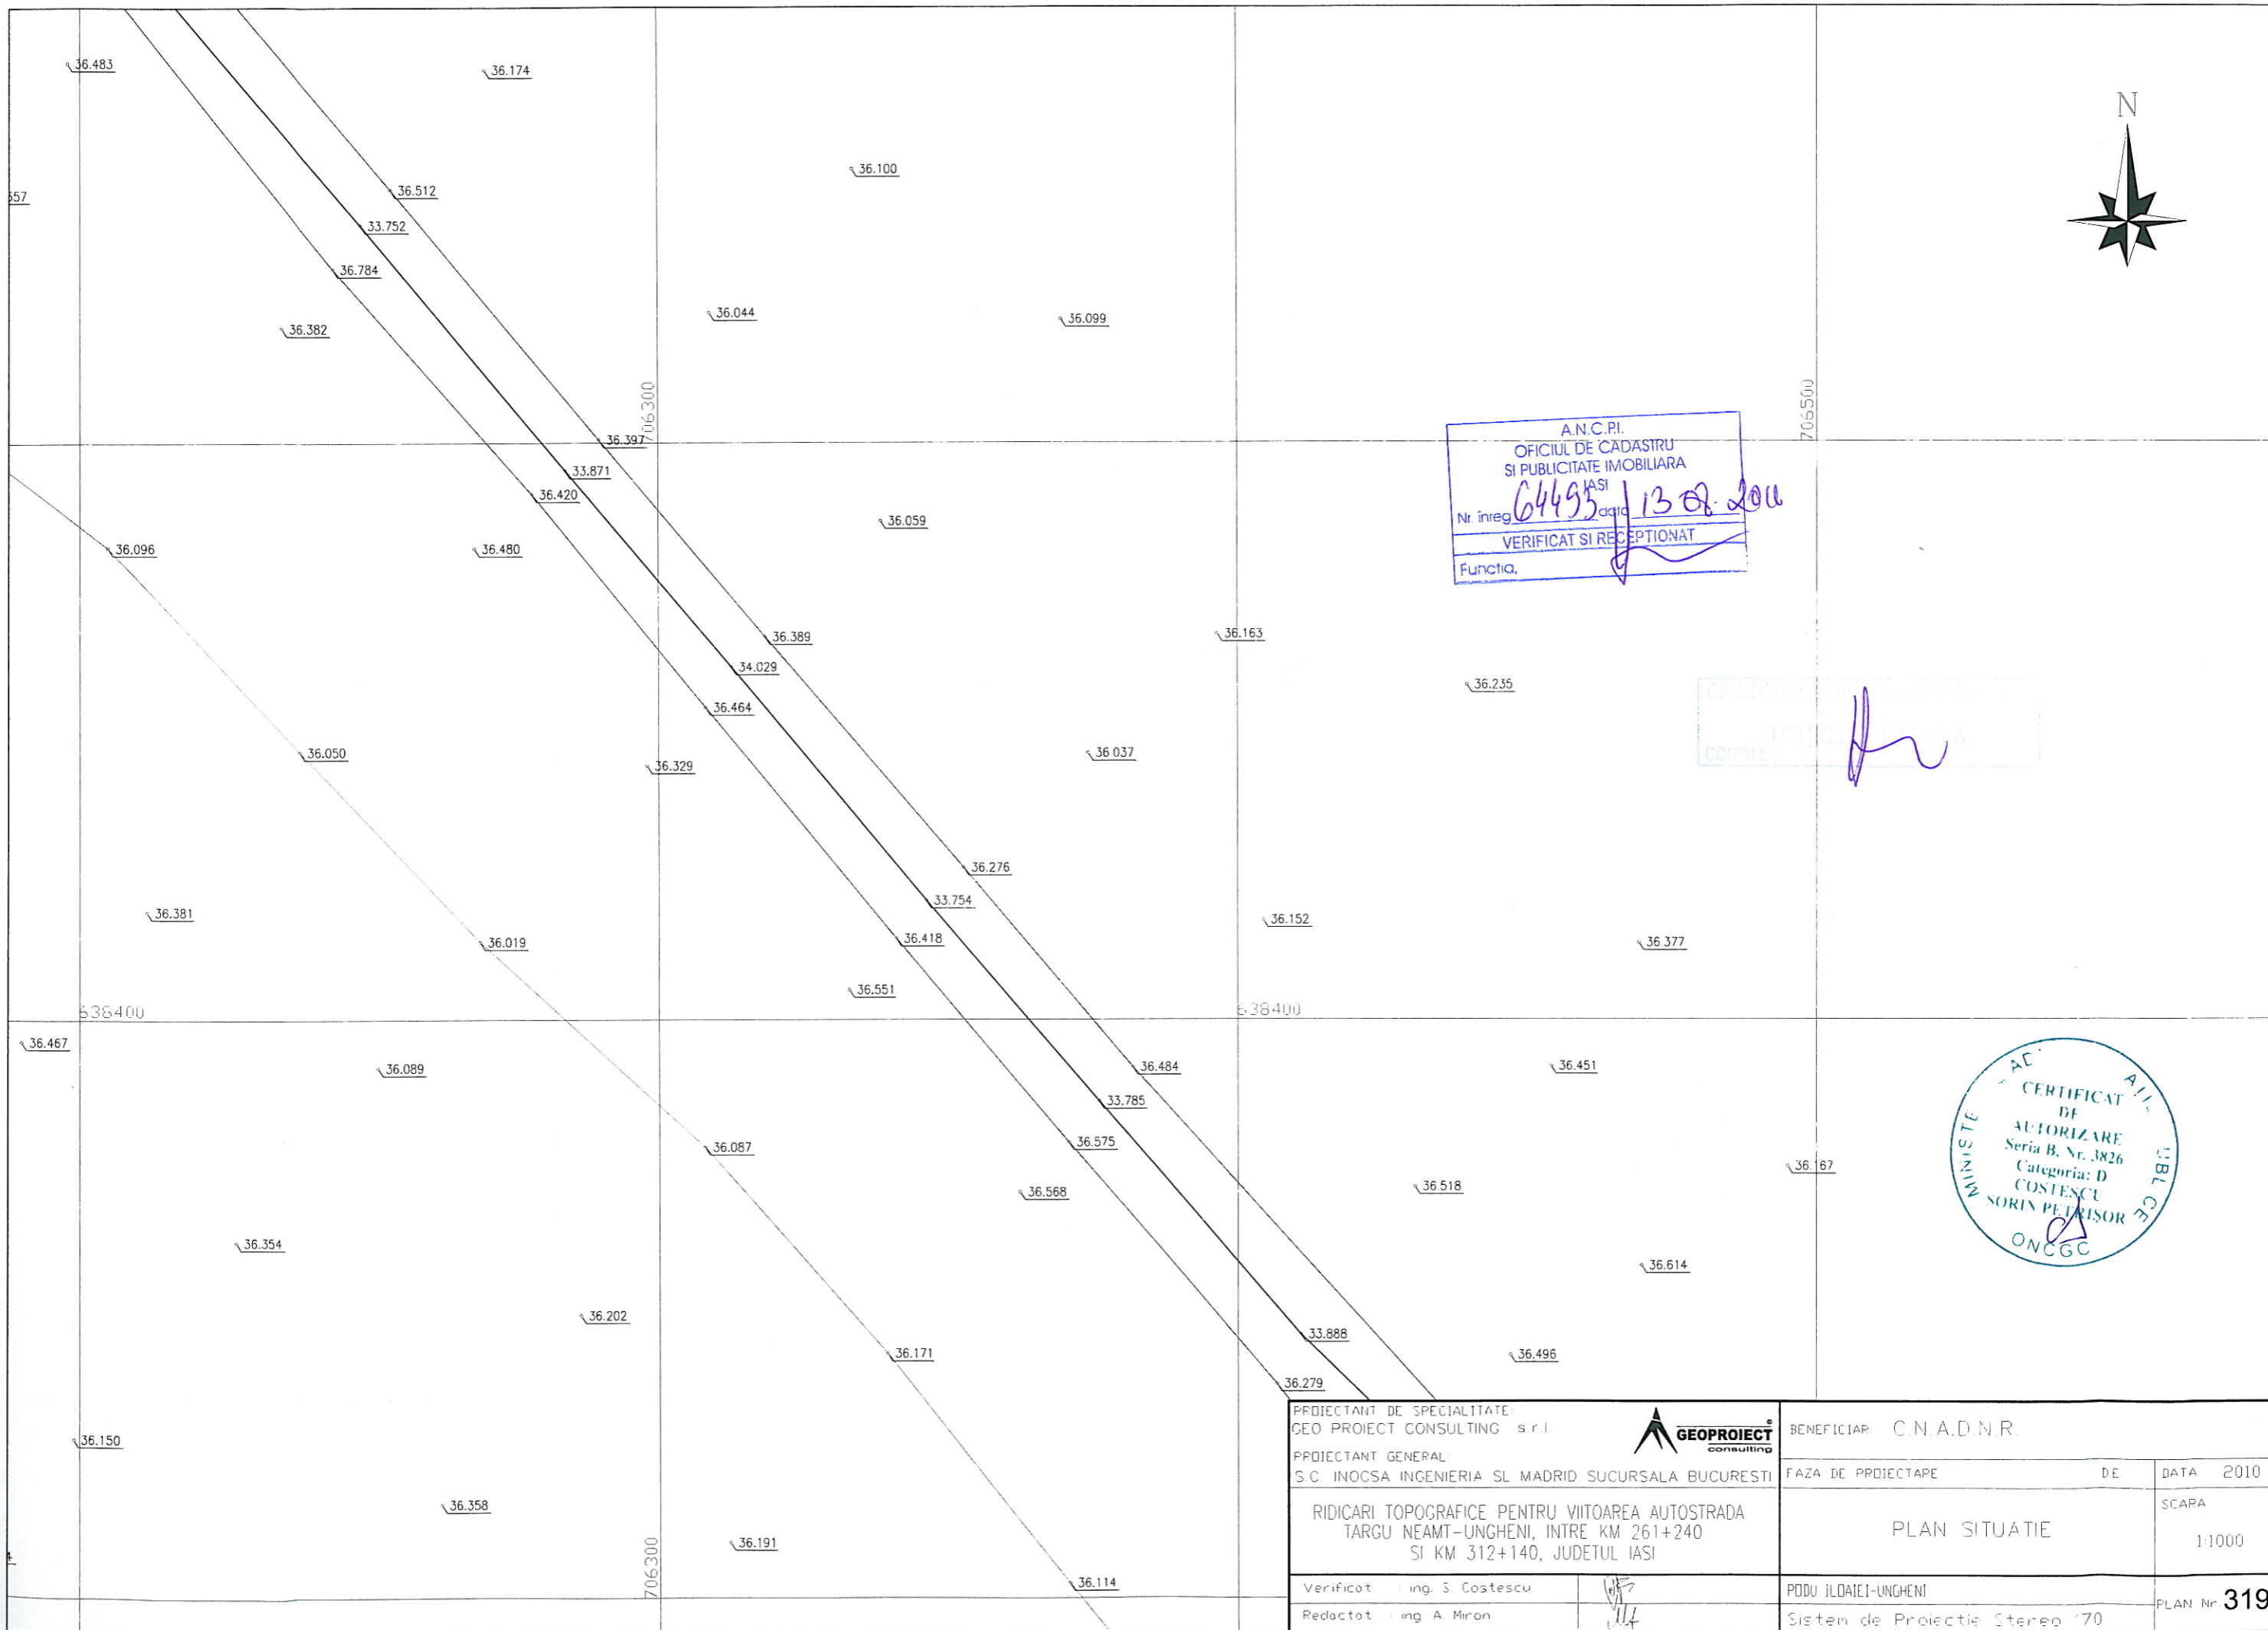 36.483
36.174
N
36.100
36.512
557
33.752
36.784
36.044
36.099
36.382
706300
706500
36.397
33.871
36.420
A.N.C.P.I.
OFICIUL DE CADASTRU
SI PUBLICITATE IMOBILIARA
IASI
Nr. înreg 64493 data 13
VERIFICAT SI RECEPTIONAT
Functia,
36.059
36.096
36.480
36.389
36.163
34.029
36.235
36.464
36.050
36.037
36.329
36.276
33.754
36.381
36.152
36.418
36.019
36.377
36.551
638400
638400
36.467
36.089
36.484
36.451
33.785
36.575
36.087
36.167
36.568
36.518
CERTIFICAT
DE
AUTORIZARE
Seria B, Nr. 3826
Categoria: D
COSTESCU
SORIN PETRISOR
MINISTE
ONCGC
36.354
36.614
36.202
33.888
36.171
36.496
36.279
36.150
36.358
36.191
706300
36.114
PROIECTANT DE SPECIALITATE:
GEO PROIECT CONSULTING s.r.l.
GEOPROIECT
consulting
PROIECTANT GENERAL:
S.C. INOCSA INGENIERIA SL MADRID SUCURSALA BUCURESTI
RIDICARI TOPOGRAFICE PENTRU VIITOAREA AUTOSTRADA
TARGU NEAMT-UNGHENI, INTRE KM 261+240
SI KM 312+140, JUDETUL IASI
Verificat : ing. S. Costescu
Redactat : ing A. Miron
BENEFICIAR: C.N.A.D.N.R.
FAZA DE PROIECTARE DE
DATA 2010
PLAN SITUATIE
SCARA
1:1000
PODU ILOAIEI-UNGHENI
Sistem de Proiectie Stereo '70
PLAN Nr 319